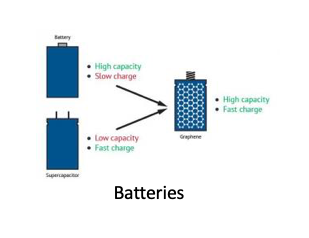 Battery
• High capacity
• Slow charge
• High capacity
• Fast charge
Graphene
• Low capacity
• Fast charge
Supercapacitor
Batteries